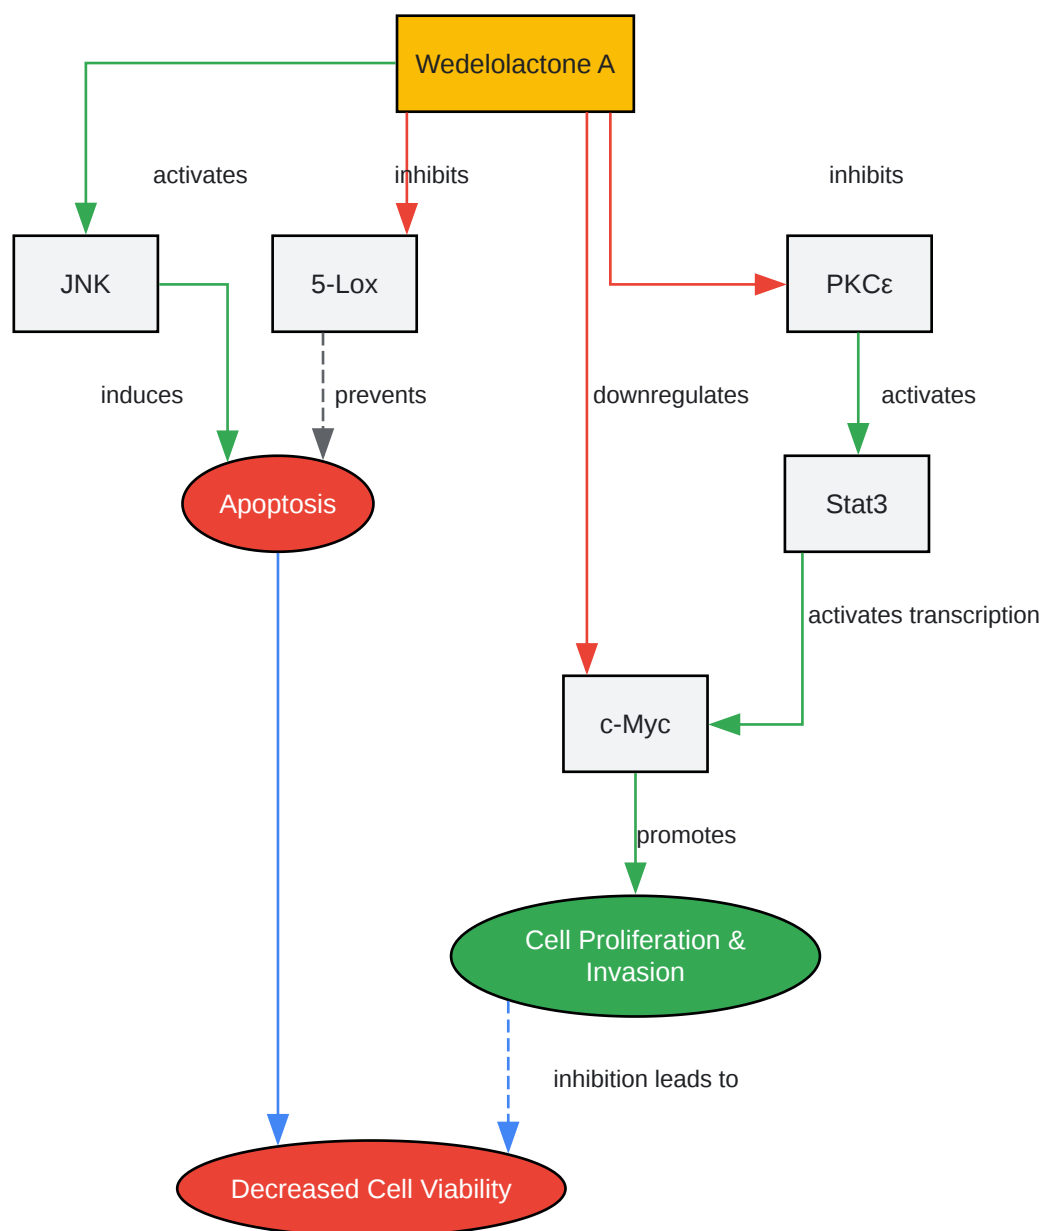 Wedelolactone A
activates
inhibits
inhibits
JNK
5-Lox
PKCε
induces
prevents
downregulates
activates
Apoptosis
Stat3
activates transcription
c-Myc
promotes
Cell Proliferation &
Invasion
inhibition leads to
Decreased Cell Viability